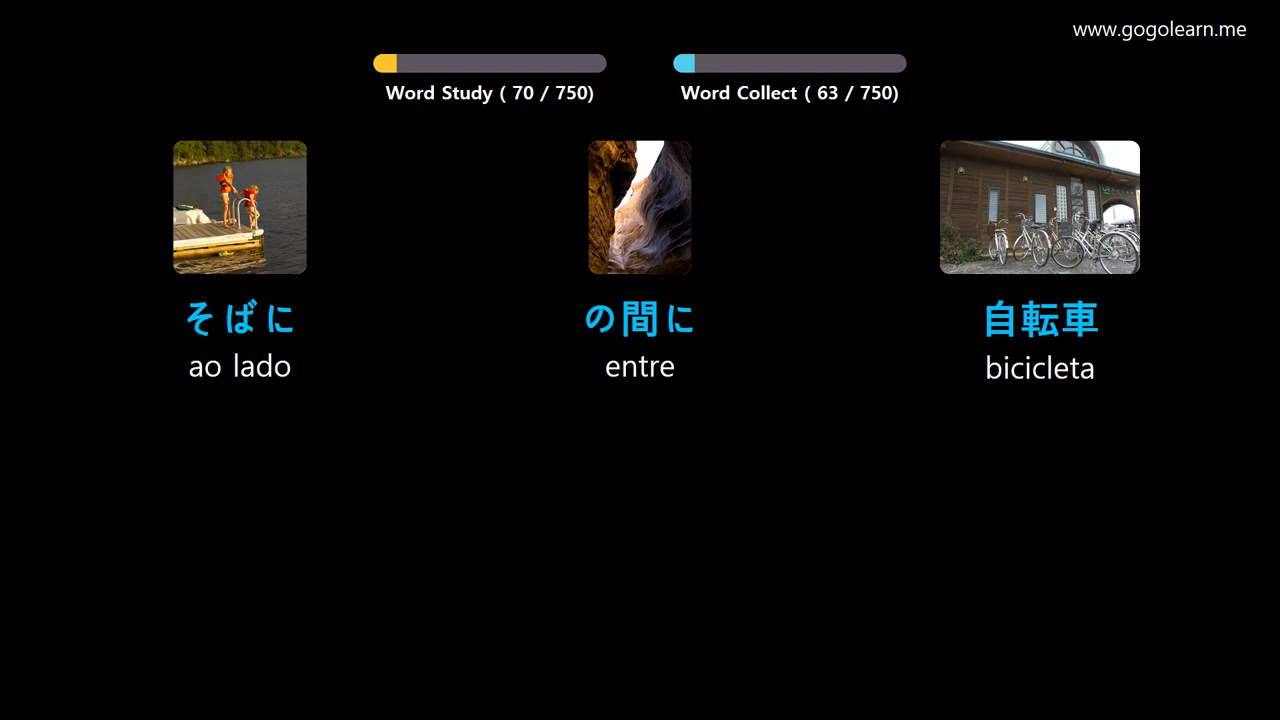 www.gogolearn.me
Word Study ( 70 / 750)
Word Collect ( 63 / 750)
そばに
ao lado
の間に
entre
自転車
bicicleta